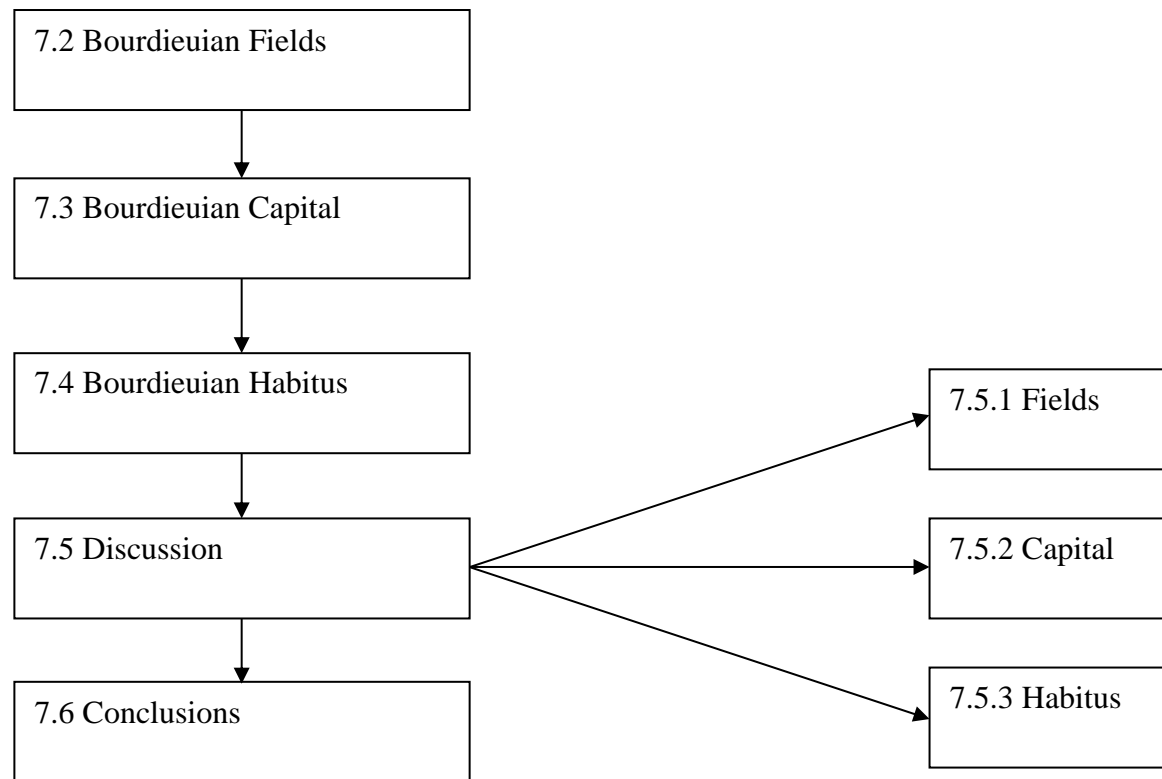 7.2 Bourdieuian Fields
7.3 Bourdieuian Capital
7.4 Bourdieuian Habitus
7.5 Discussion
7.6 Conclusions
7.5.1 Fields
7.5.2 Capital
7.5.3 Habitus